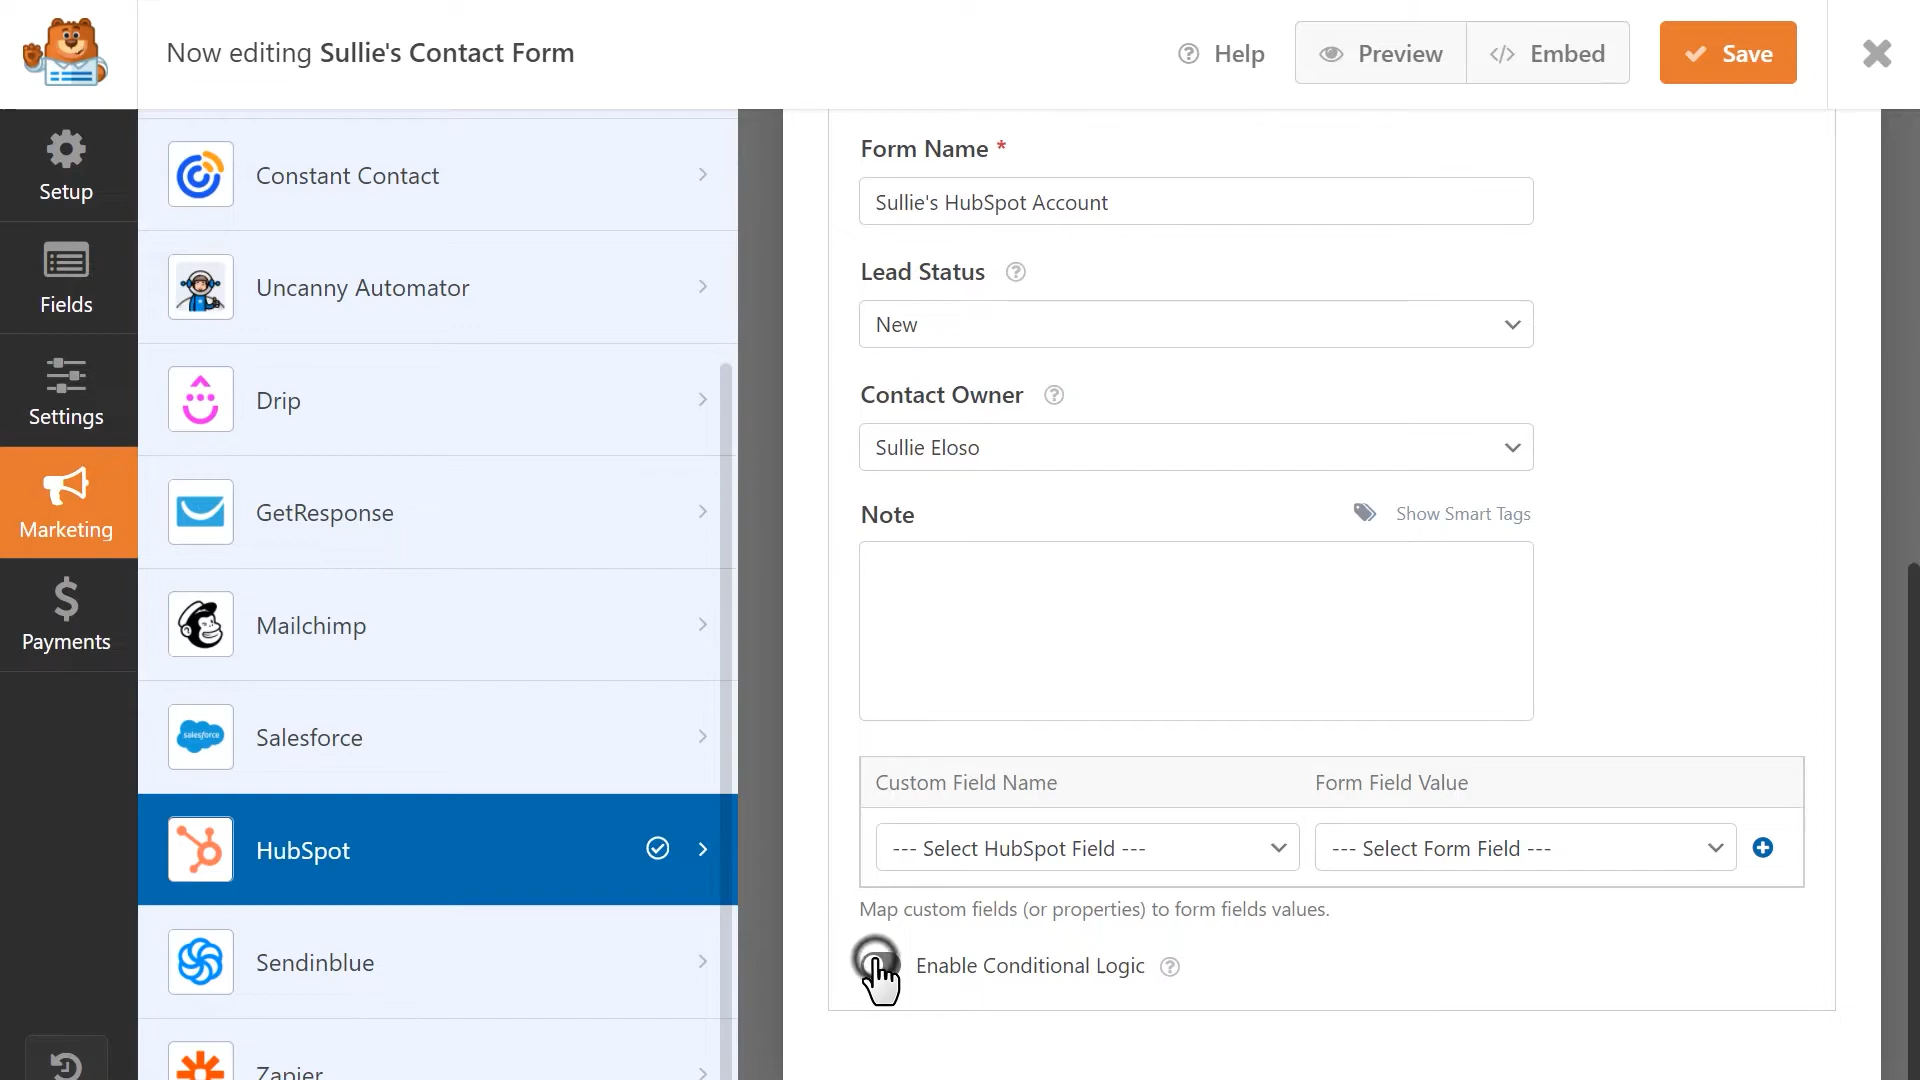 Now editing Sullie's Contact Form
Help
Preview
Embed
Save
Setup
Fields
Settings
Marketing
Payments
Constant Contact
Uncanny Automator
Drip
GetResponse
Mailchimp
salesforce
Salesforce
HubSpot
Sendinblue
Zapier
Form Name *
Sullie's HubSpot Account
Lead Status
New
Contact Owner
Sullie Eloso
Note
Show Smart Tags
Custom Field Name Form Field Value
--- Select HubSpot Field --- --- Select Form Field ---
Map custom fields (or properties) to form fields values.
Enable Conditional Logic